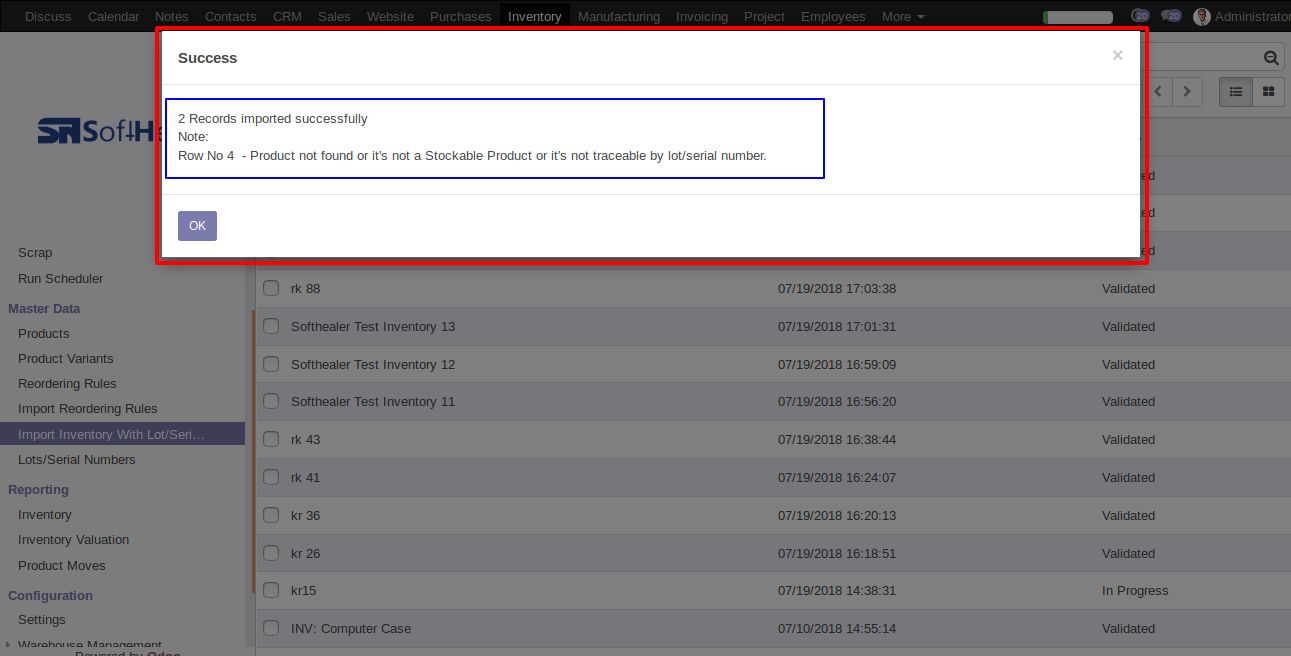 Discuss Calendar Notes Contacts CRM Sales Website Purchases Inventory Manufacturing Invoicing Project Employees More 20 20 Administrator
Success ×
2 Records imported successfully
Note:
Row No 4 - Product not found or it's not a Stockable Product or it's not traceable by lot/serial number.
OK
Scrap
Run Scheduler
Master Data
Products
Product Variants
Reordering Rules
Import Reordering Rules
Import Inventory With Lot/Seri...
Lots/Serial Numbers
Reporting
Inventory
Inventory Valuation
Product Moves
Configuration
Settings
Warehouse Management
Powered by Odoo
rk 88 07/19/2018 17:03:38 Validated
Softhealer Test Inventory 13 07/19/2018 17:01:31 Validated
Softhealer Test Inventory 12 07/19/2018 16:59:09 Validated
Softhealer Test Inventory 11 07/19/2018 16:56:20 Validated
rk 43 07/19/2018 16:38:44 Validated
rk 41 07/19/2018 16:24:07 Validated
kr 36 07/19/2018 16:20:13 Validated
kr 26 07/19/2018 16:18:51 Validated
kr15 07/19/2018 14:38:31 In Progress
INV: Computer Case 07/10/2018 14:55:14 Validated